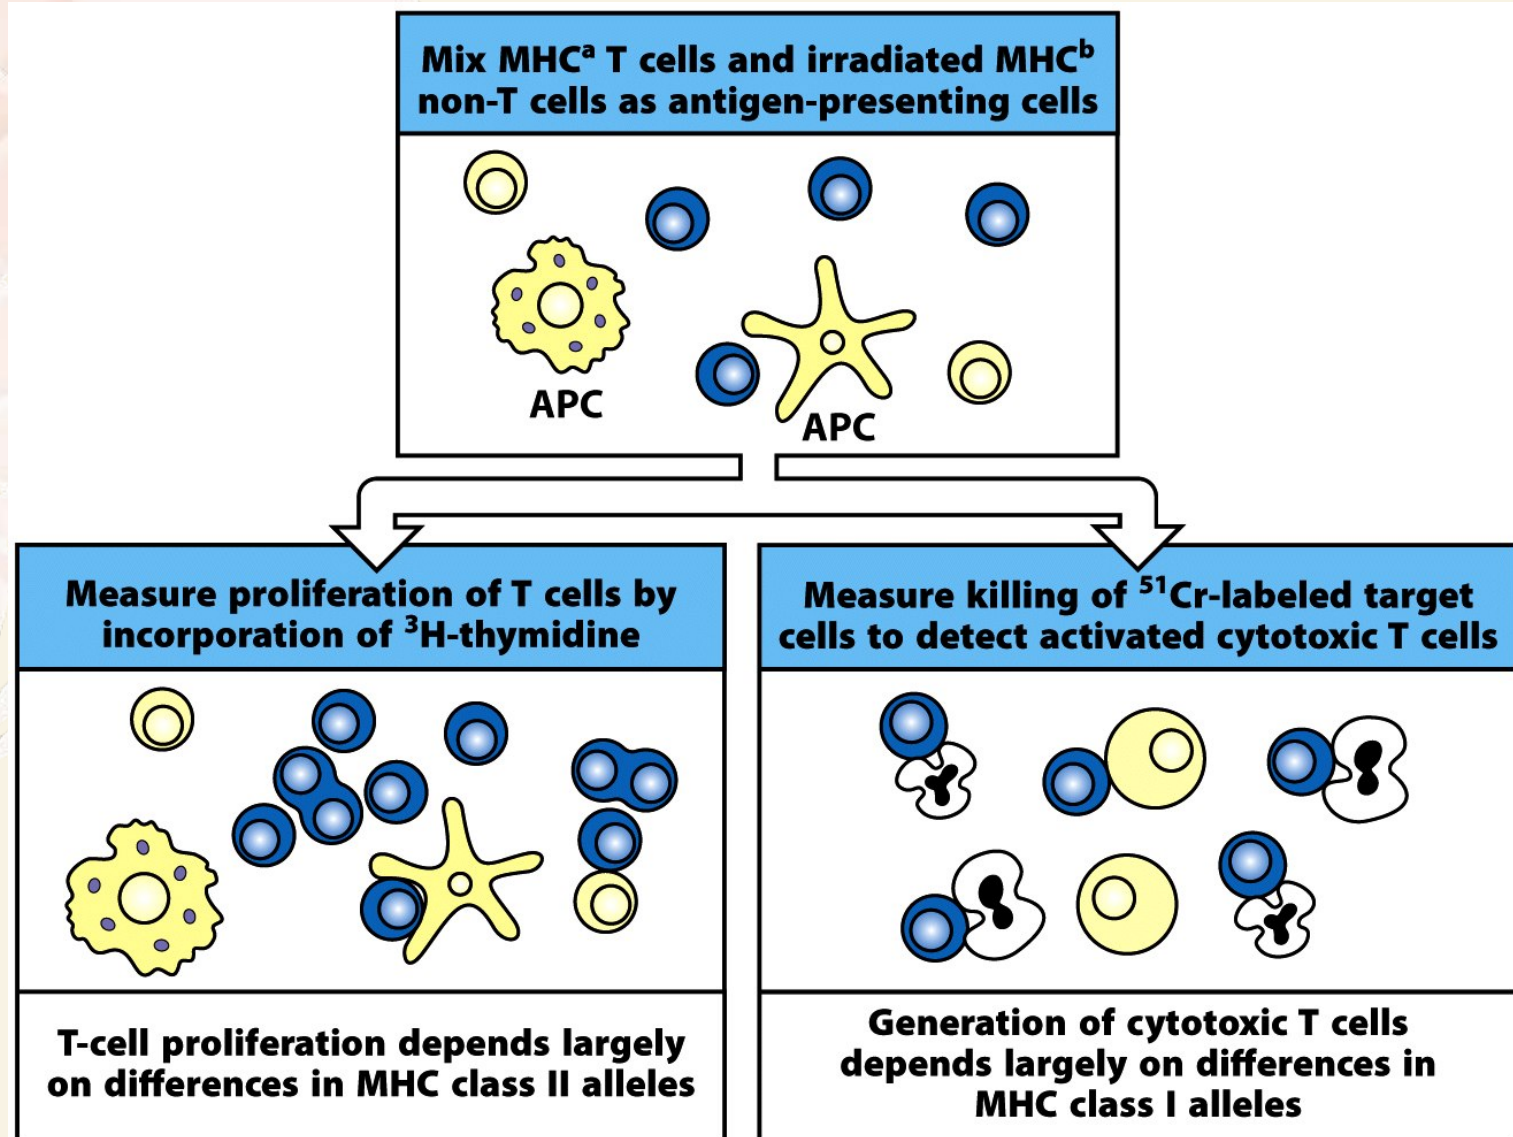 Mix MHCᵃ T cells and irradiated MHCᵇ
non-T cells as antigen-presenting cells
APC
APC
Measure proliferation of T cells by
incorporation of ³H-thymidine
T-cell proliferation depends largely
on differences in MHC class II alleles
Measure killing of ⁵¹Cr-labeled target
cells to detect activated cytotoxic T cells
Generation of cytotoxic T cells
depends largely on differences in
MHC class I alleles